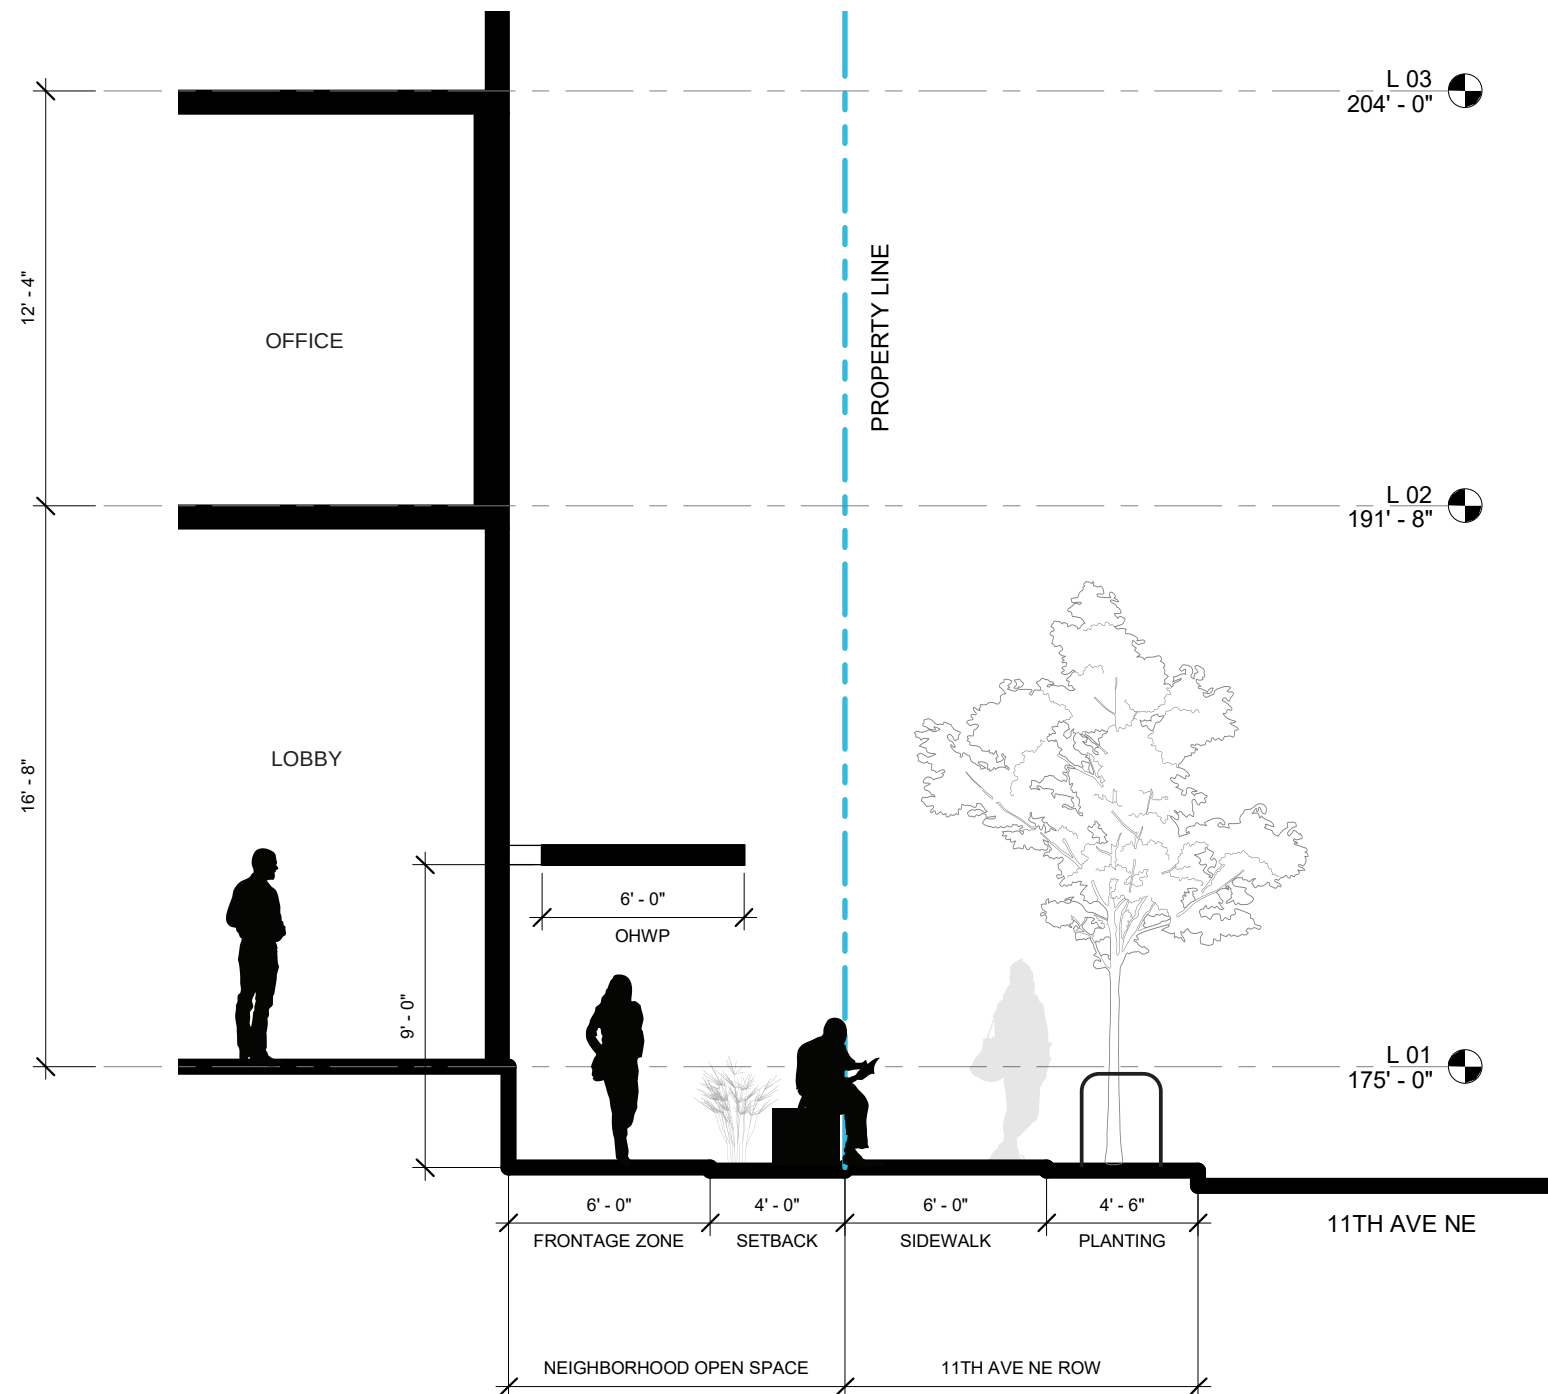 L 03
204' - 0"
12' - 4"
OFFICE
PROPERTY LINE
L 02
191' - 8"
16' - 8"
LOBBY
6' - 0"
OHWP
9' - 0"
L 01
175' - 0"
6' - 0"
4' - 0"
6' - 0"
4' - 6"
FRONTAGE ZONE
SETBACK
SIDEWALK
PLANTING
11TH AVE NE
NEIGHBORHOOD OPEN SPACE
11TH AVE NE ROW